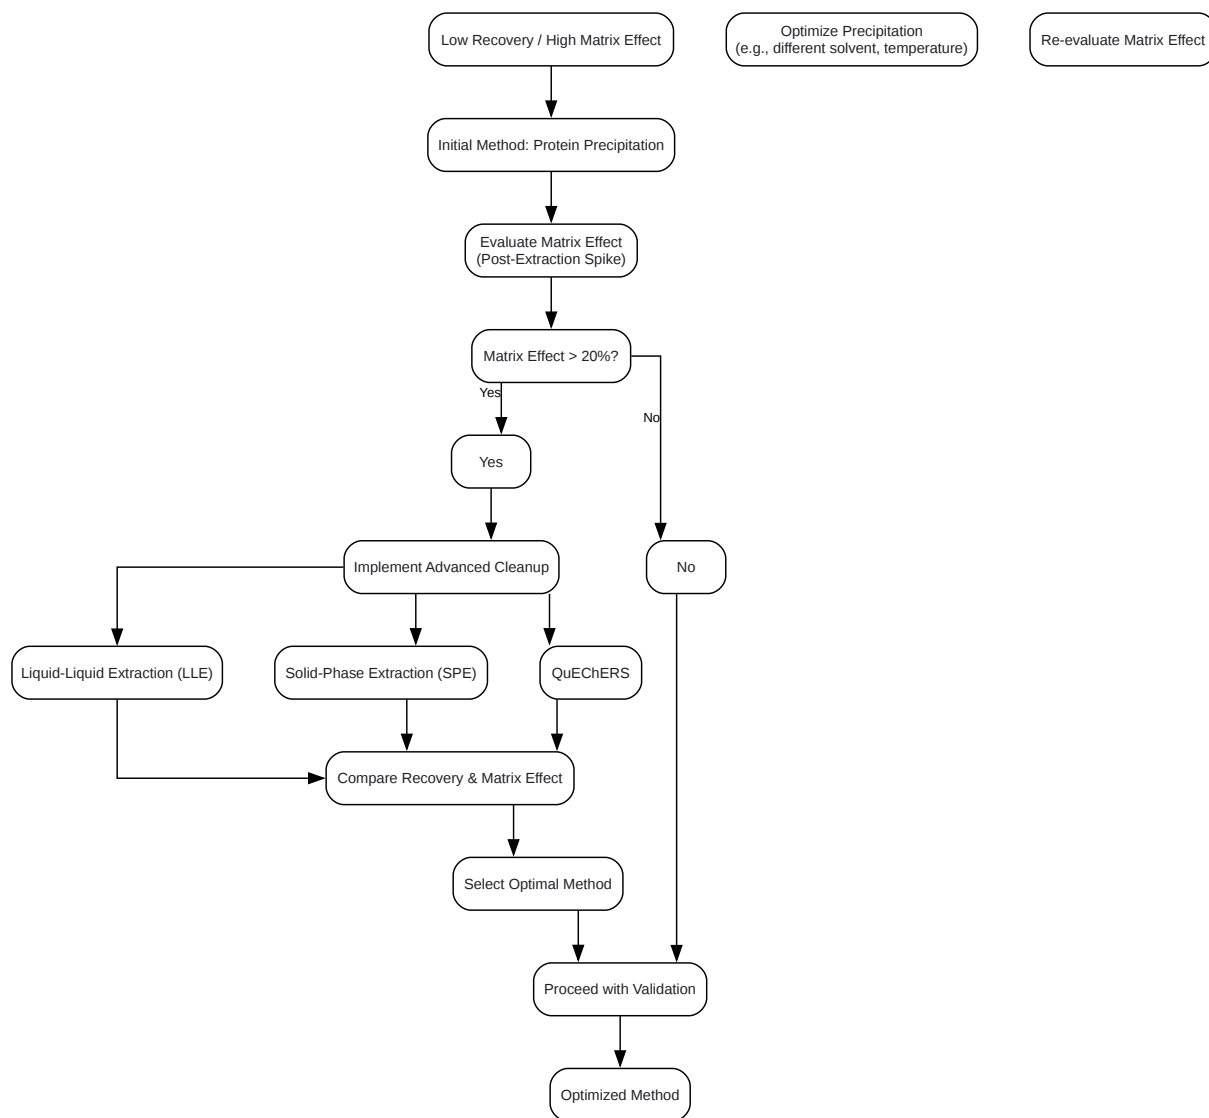 Low Recovery / High Matrix Effect
Optimize Precipitation
(e.g., different solvent, temperature)
Re-evaluate Matrix Effect
Initial Method: Protein Precipitation
Evaluate Matrix Effect
(Post-Extraction Spike)
Matrix Effect > 20%?
Yes
No
Yes
Implement Advanced Cleanup
No
Liquid-Liquid Extraction (LLE)
Solid-Phase Extraction (SPE)
QuEChERS
Compare Recovery & Matrix Effect
Select Optimal Method
Proceed with Validation
Optimized Method